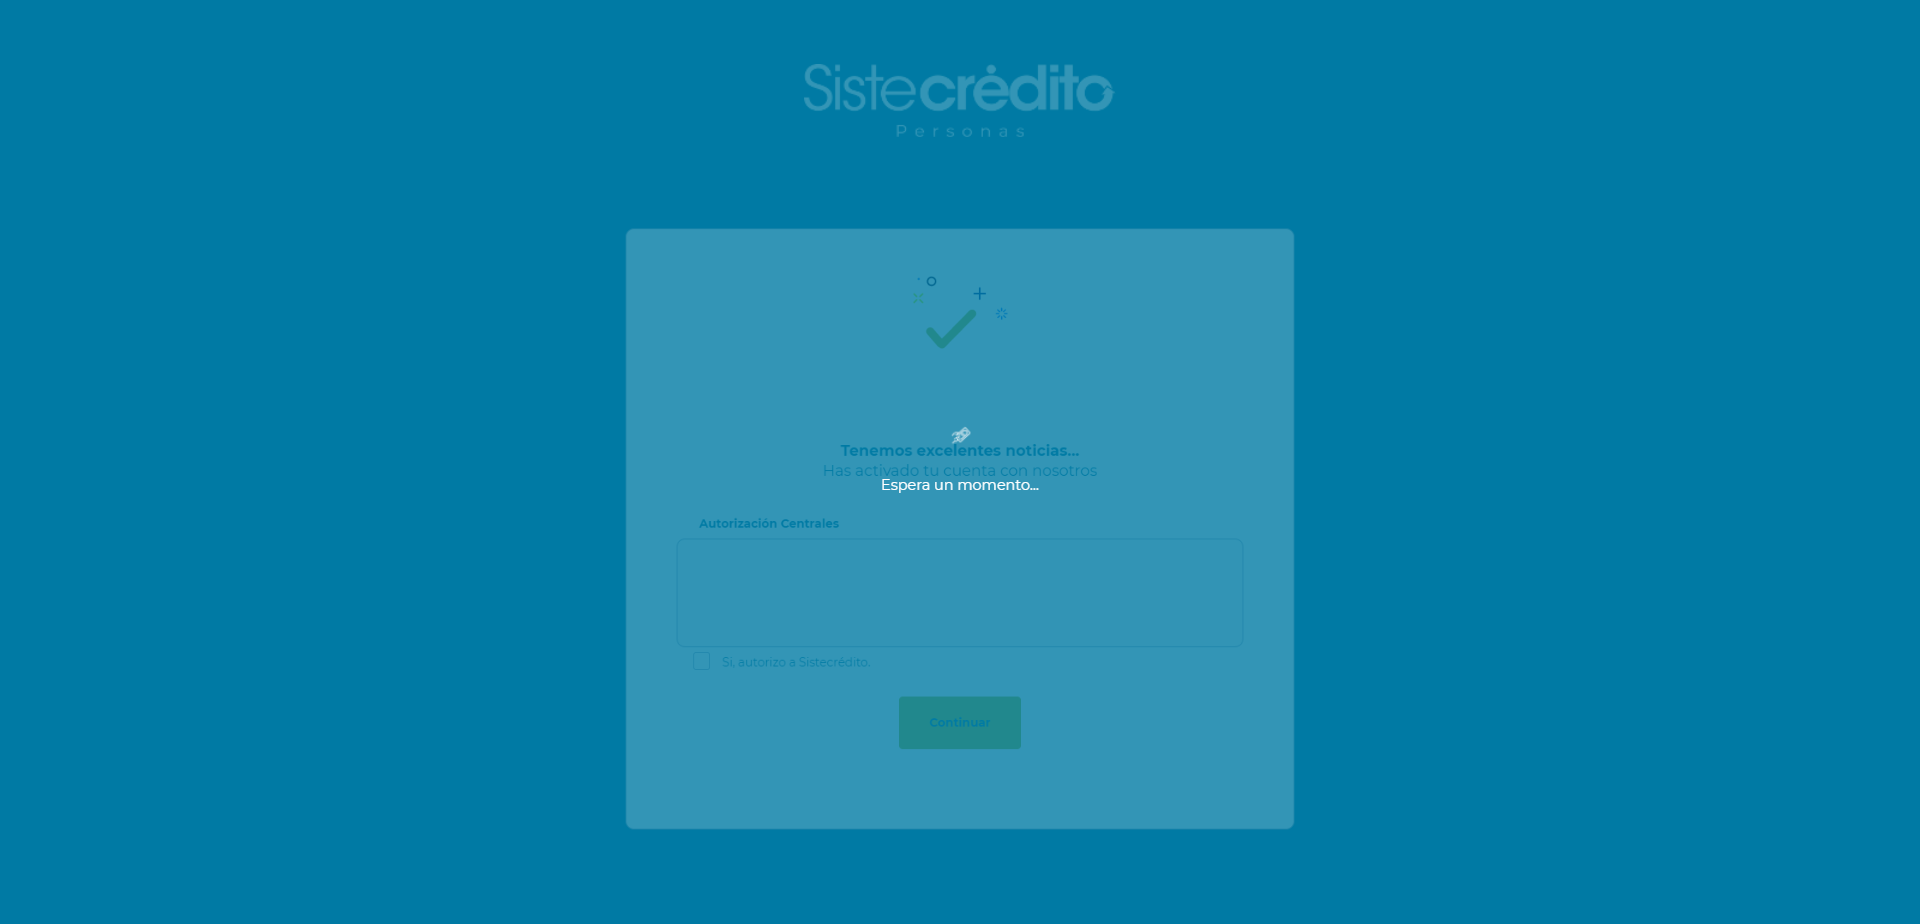 Sistecrédito
Personas
Tenemos excelentes noticias...
Has activado tu cuenta con nosotros
Espera un momento...
Autorización Centrales
Si, autorizo a Sistecrédito.
Continuar